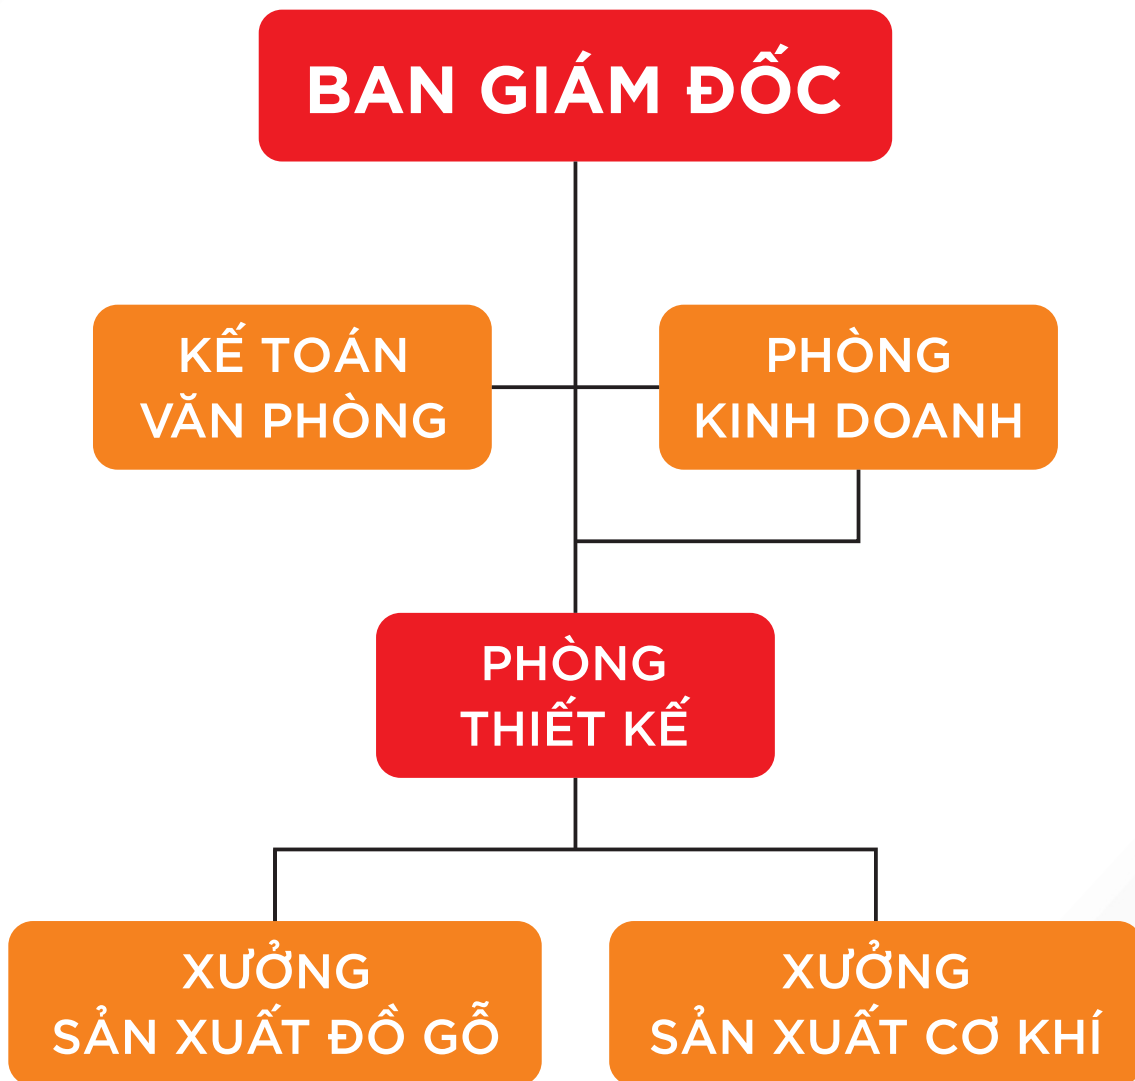 BAN GIÁM ĐỐC
KẾ TOÁN
VĂN PHÒNG
PHÒNG
KINH DOANH
PHÒNG
THIẾT KẾ
XƯỞNG
SẢN XUẤT ĐỒ GỖ
XƯỞNG
SẢN XUẤT CƠ KHÍ